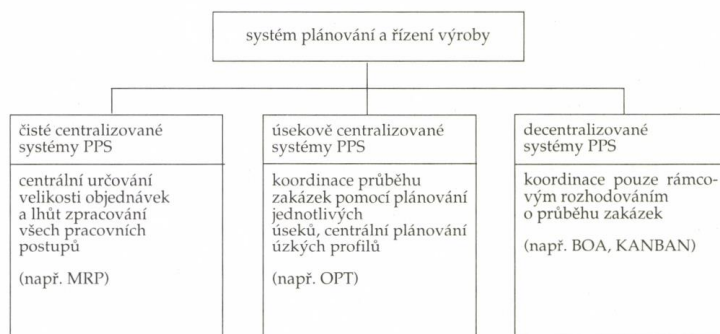 systém plánování a řízení výroby
čisté centralizované
systémy PPS
centrální určování
velikosti objednávek
a lhůt zpracování
všech pracovních
postupů
(např. MRP)
úsekově centralizované
systémy PPS
koordinace průběhu
zakázek pomocí plánování
jednotlivých
úseků, centrální plánování
úzkých profilů
(např. OPT)
decentralizované
systémy PPS
koordinace pouze rámco-
vým rozhodováním
o průběhu zakázek
(např. BOA, KANBAN)